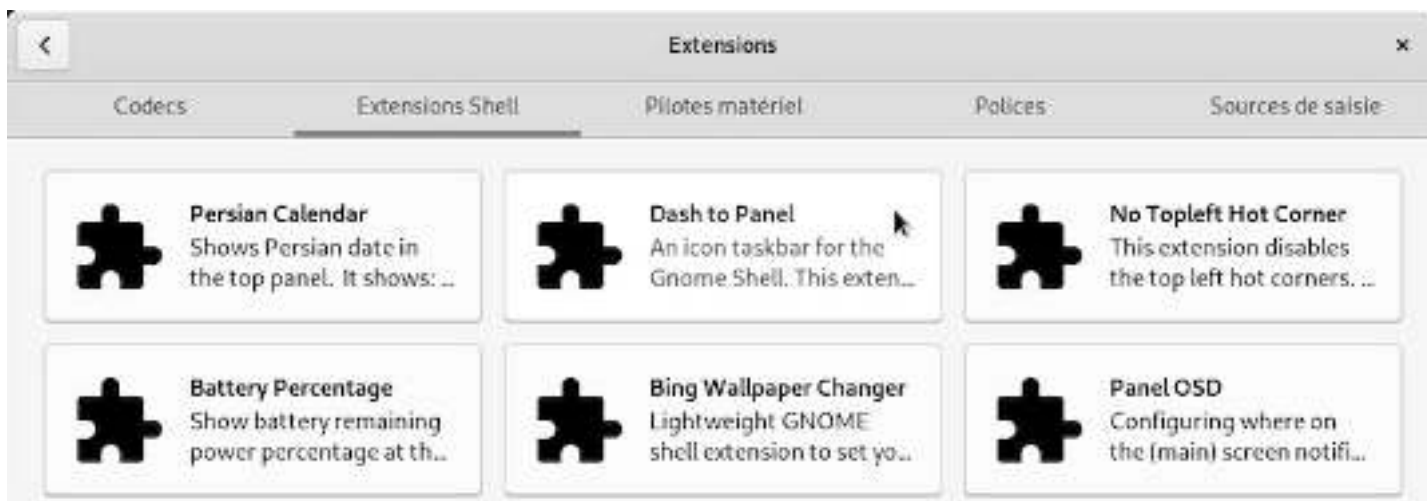 Extensions
Codecs Extensions Shell Pilotes matériel Polices Sources de saisie
Persian Calendar
Shows Persian date in
the top panel. It shows: ...
Dash to Panel
An icon taskbar for the
Gnome Shell. This exten...
No Topleft Hot Corner
This extension disables
the top left hot corners. ...
Battery Percentage
Show battery remaining
power percentage at th...
Bing Wallpaper Changer
Lightweight GNOME
shell extension to set yo...
Panel OSD
Configuring where on
the (main) screen notifi...